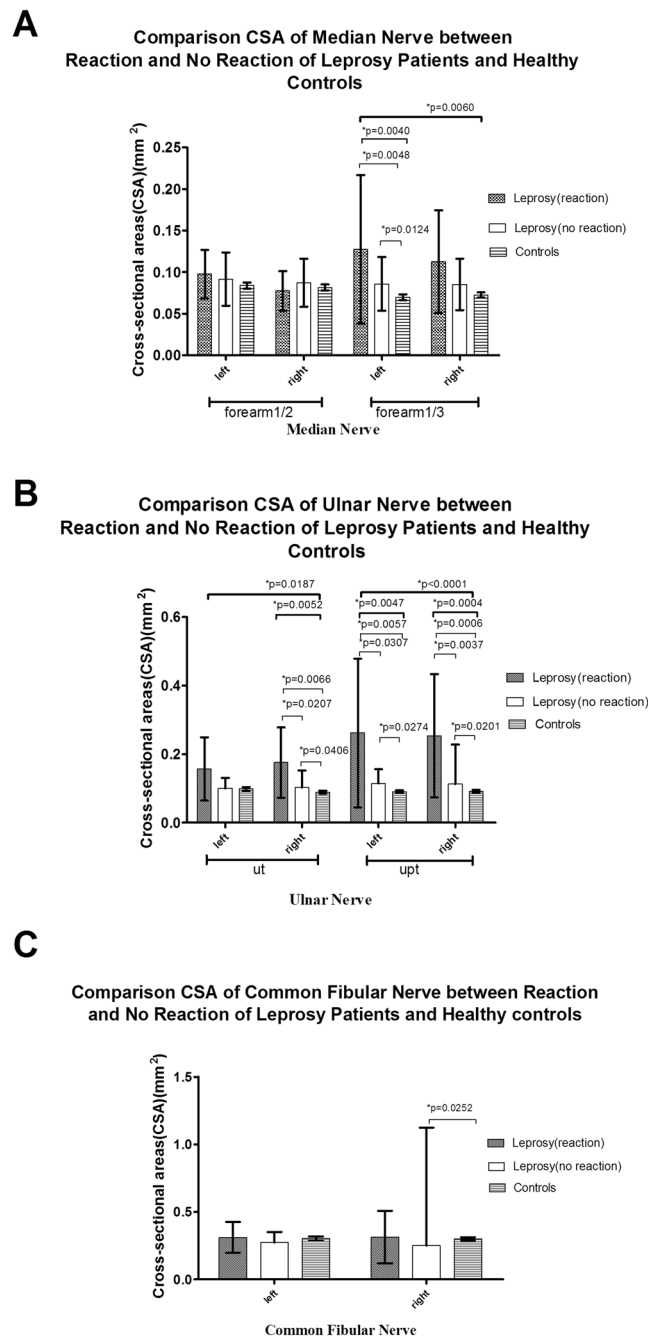 A
Comparison CSA of Median Nerve between
Reaction and No Reaction of Leprosy Patients and Healthy
Controls
Cross-sectional areas(CSA)(mm²)
0.25
0.20
0.15
0.10
0.05
0.00
*p=0.0060
*p=0.0040
*p=0.0048
*p=0.0124
Leprosy(reaction)
Leprosy(no reaction)
Controls
left
right
left
right
forearm1/2
forearm1/3
Median Nerve
B
Comparison CSA of Ulnar Nerve between
Reaction and No Reaction of Leprosy Patients and Healthy
Controls
Cross-sectional areas(CSA)(mm²)
0.6
0.4
0.2
0.0
*p=0.0187
*p<0.0001
*p=0.0052
*p=0.0047
*p=0.0004
*p=0.0057
*p=0.0006
*p=0.0307
*p=0.0037
*p=0.0066
*p=0.0207
*p=0.0406
*p=0.0274
*p=0.0201
Leprosy(reaction)
Leprosy(no reaction)
Controls
left
right
left
right
ut
upt
Ulnar Nerve
C
Comparison CSA of Common Fibular Nerve between Reaction
and No Reaction of Leprosy Patients and Healthy controls
Cross-sectional areas(CSA)(mm²)
1.5
1.0
0.5
0.0
*p=0.0252
Leprosy(reaction)
Leprosy(no reaction)
Controls
left
right
Common Fibular Nerve